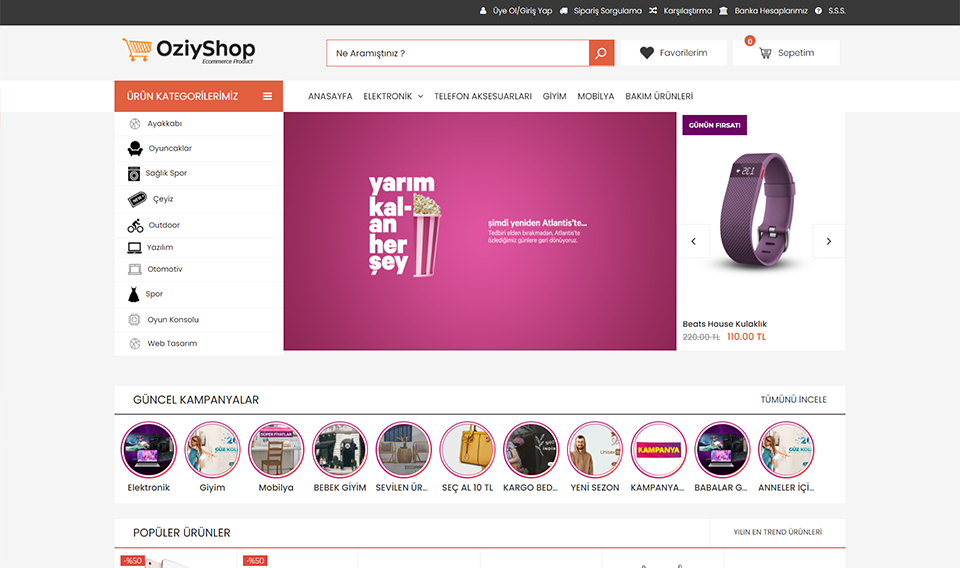 Üye Ol/Giriş Yap Sipariş Sorgulama Karşılaştırma Banka Hesaplarımız S.S.S.
OziyShop
Ecommerce Product
Ne Aramıştınız ?
Favorilerim
0
Sepetim
ÜRÜN KATEGORİLERİMİZ
ANASAYFA ELEKTRONİK TELEFON AKSESUARLARI GİYİM MOBİLYA BAKIM ÜRÜNLERİ
Ayakkabı
Oyuncaklar
Sağlık Spor
Çeyiz
Outdoor
Yazılım
Otomotiv
Spor
Oyun Konsolu
Web Tasarım
yarım
kal-
an
her
şey
şimdi yeniden Atlantis'te...
Tedbiri elden bırakmadan, Atlantis'te
özlediğimiz günlere geri dönüyoruz.
GÜNÜN FIRSATI
Beats House Kulaklık
220.00 TL 110.00 TL
GÜNCEL KAMPANYALAR
TÜMÜNÜ İNCELE
SÜPER FİYATLAR
KAMPANYA
Elektronik Giyim Mobilya BEBEK GİYİM SEVİLEN ÜR... SEÇ AL 10 TL KARGO BED... YENİ SEZON KAMPANYA... BABALAR G... ANNELER İÇİ...
POPÜLER ÜRÜNLER
YILIN EN TREND ÜRÜNLERİ
-%50
-%50